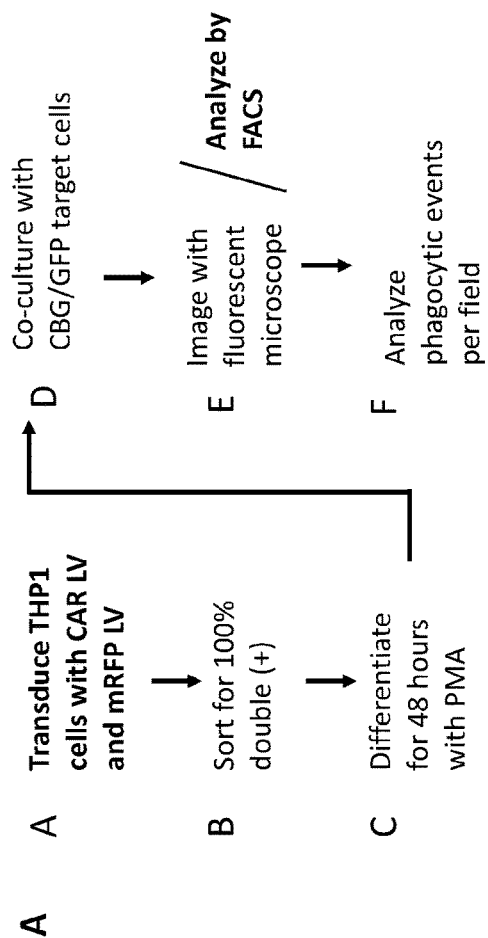 A
A
Transduce THP1
cells with CAR LV
and mRFP LV
B
Sort for 100%
double (+)
C
Differentiate
for 48 hours
with PMA
D
Co-culture with
CBG/GFP target cells
E
Image with
fluorescent
microscope
/
Analyze by
FACS
F
Analyze
phagocytic events
per field